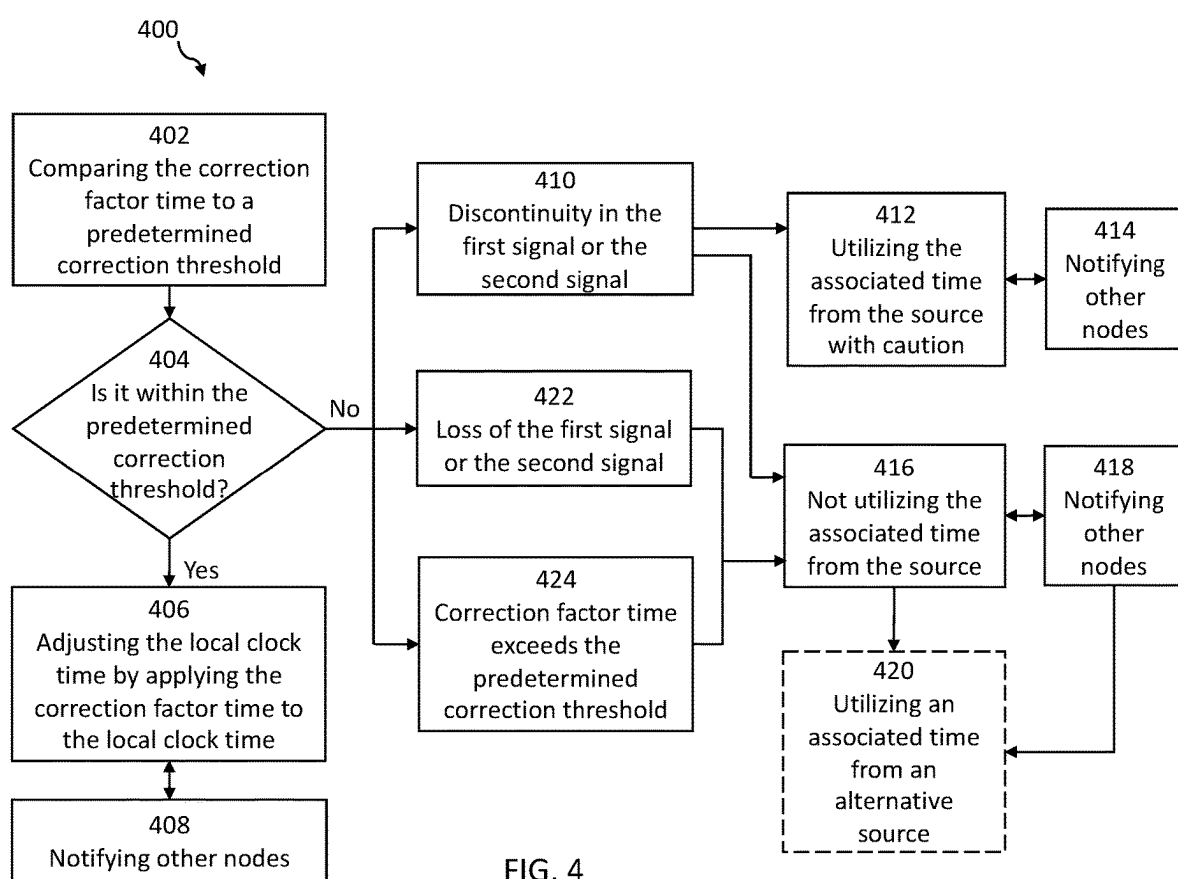 400
402
Comparing the correction
factor time to a
predetermined
correction threshold
404
Is it within the
predetermined
correction
threshold?
No
Yes
406
Adjusting the local clock
time by applying the
correction factor time to
the local clock time
408
Notifying other nodes
410
Discontinuity in the
first signal or the
second signal
422
Loss of the first signal
or the second signal
424
Correction factor time
exceeds the
predetermined
correction threshold
412
Utilizing the
associated time
from the source
with caution
414
Notifying
other
nodes
416
Not utilizing the
associated time
from the source
418
Notifying
other
nodes
420
Utilizing an
associated time
from an
alternative
source
FIG. 4